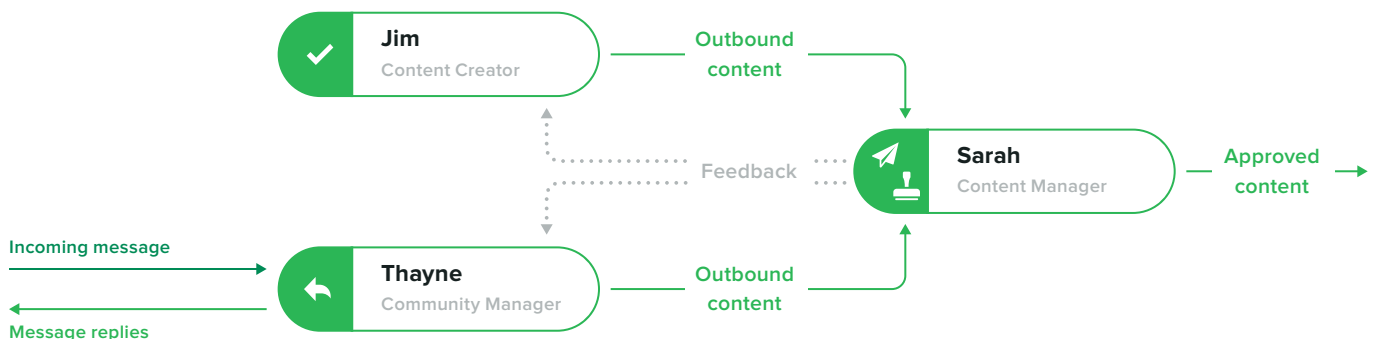 Jim
Content Creator
Outbound
content
Feedback
Sarah
Content Manager
Approved
content
Incoming message
Thayne
Community Manager
Outbound
content
Message replies